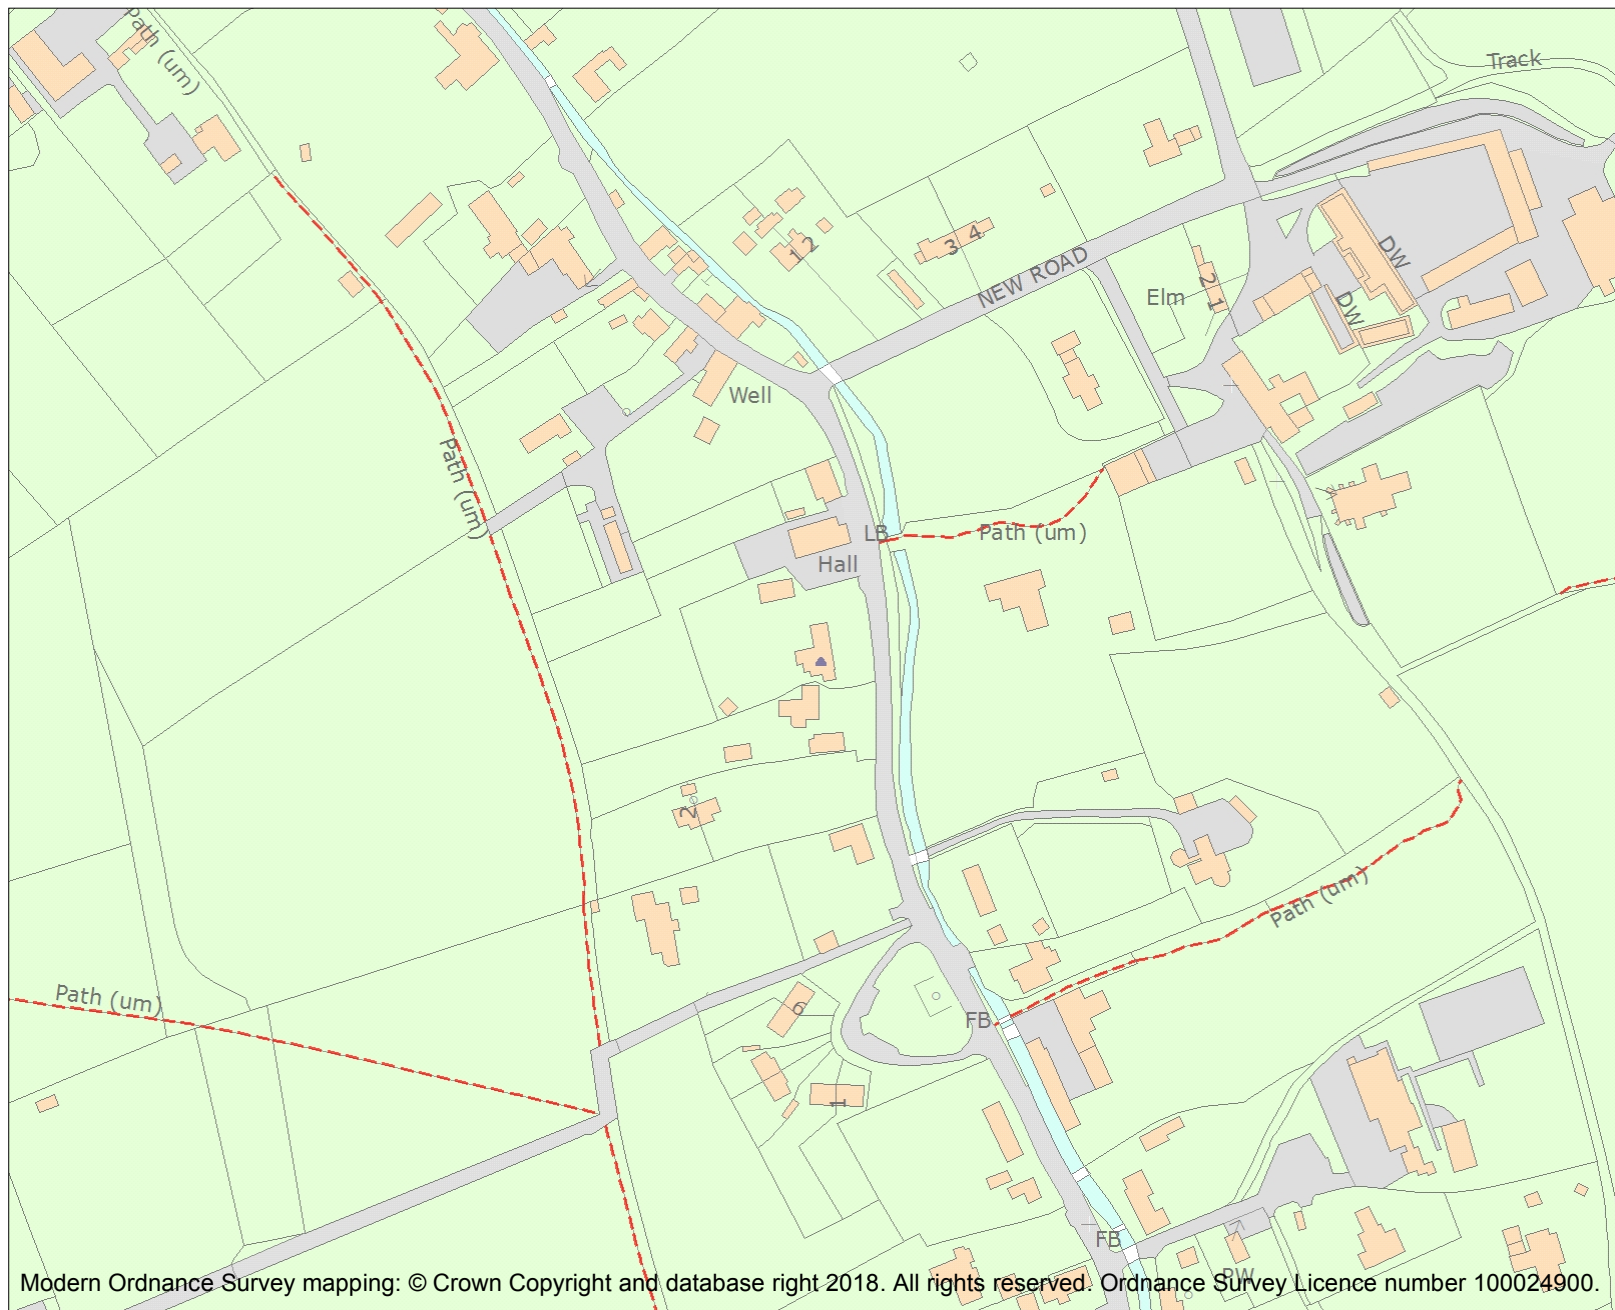 Path (um)
Track
1 2
3 4
NEW ROAD
Elm
2 1
DW
DW
Well
Path (um)
LB
Path (um)
Hall
2
Path (um)
Path (um)
6
FB
1
FB
PW
Modern Ordnance Survey mapping: © Crown Copyright and database right 2018. All rights reserved. Ordnance Survey Licence number 100024900.